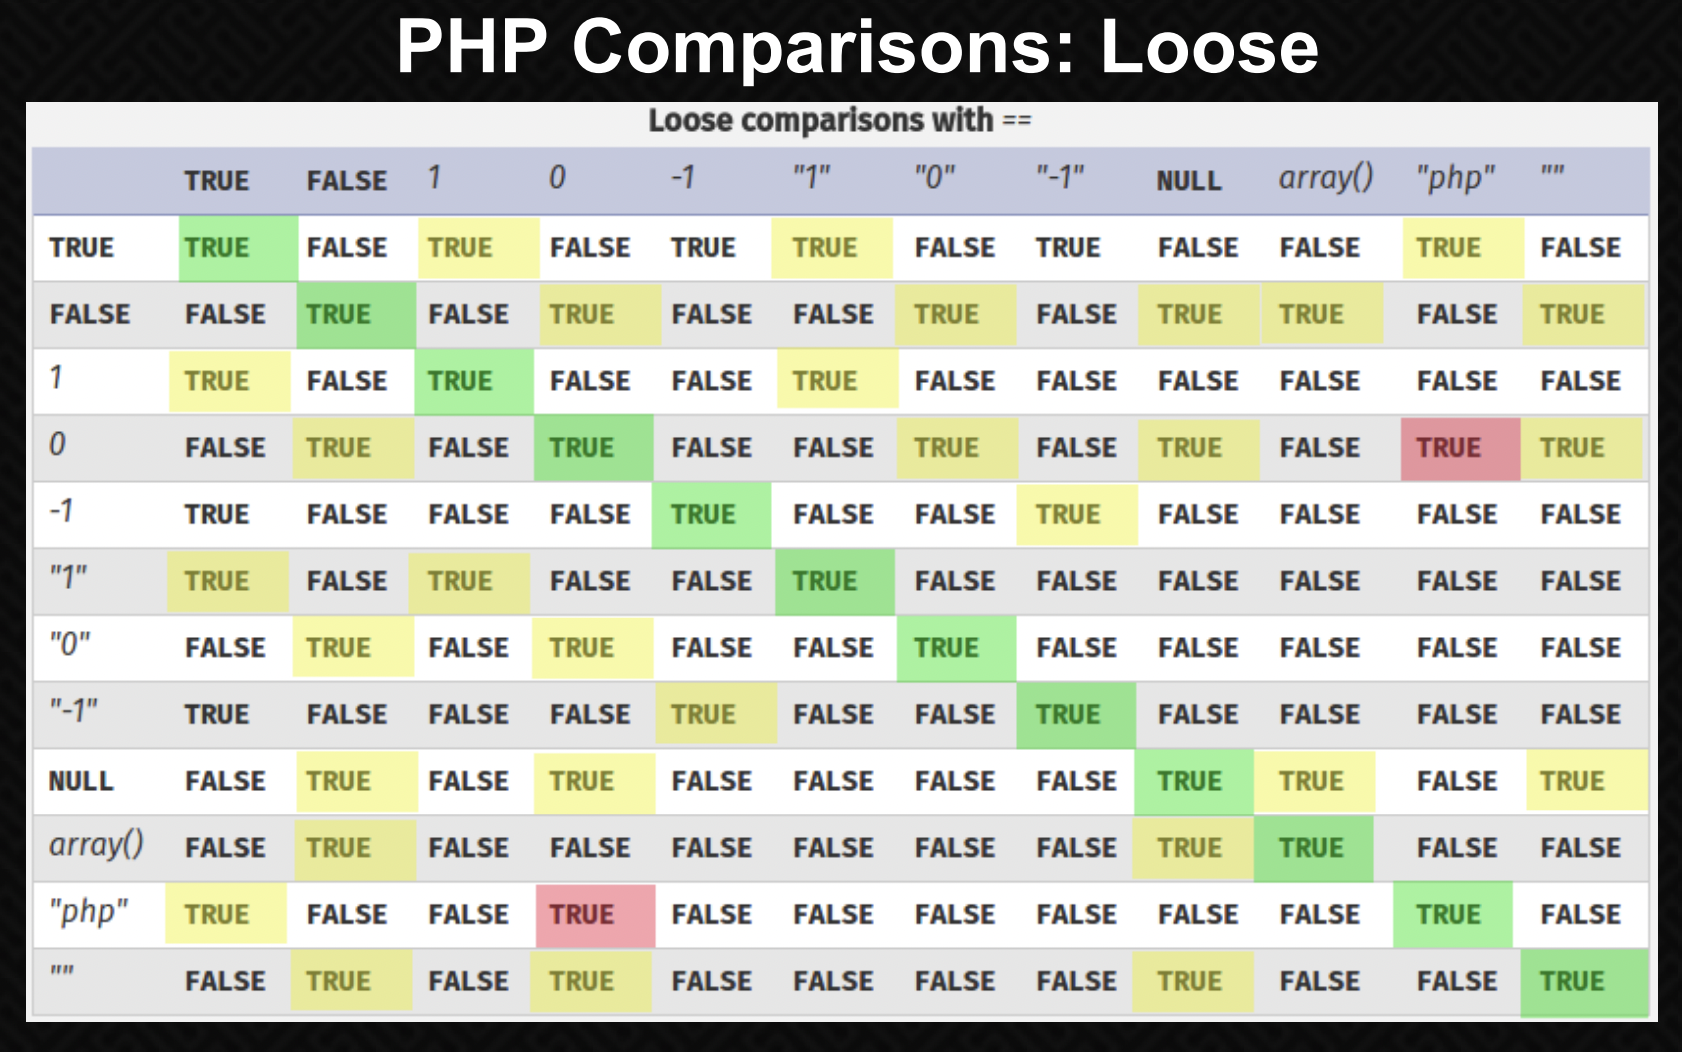 PHP Comparisons: Loose
Loose comparisons with ==
TRUE FALSE 1 0 -1 "1" "0" "-1" NULL array() "php" ""
TRUE TRUE FALSE TRUE FALSE TRUE TRUE FALSE TRUE FALSE FALSE TRUE FALSE
FALSE FALSE TRUE FALSE TRUE FALSE FALSE TRUE FALSE TRUE TRUE FALSE TRUE
1 TRUE FALSE TRUE FALSE FALSE TRUE FALSE FALSE FALSE FALSE FALSE FALSE
0 FALSE TRUE FALSE TRUE FALSE FALSE TRUE FALSE TRUE FALSE TRUE TRUE
-1 TRUE FALSE FALSE FALSE TRUE FALSE FALSE TRUE FALSE FALSE FALSE FALSE
"1" TRUE FALSE TRUE FALSE FALSE TRUE FALSE FALSE FALSE FALSE FALSE FALSE
"0" FALSE TRUE FALSE TRUE FALSE FALSE TRUE FALSE FALSE FALSE FALSE FALSE
"-1" TRUE FALSE FALSE FALSE TRUE FALSE FALSE TRUE FALSE FALSE FALSE FALSE
NULL FALSE TRUE FALSE TRUE FALSE FALSE FALSE FALSE TRUE TRUE FALSE TRUE
array() FALSE TRUE FALSE FALSE FALSE FALSE FALSE FALSE TRUE TRUE FALSE FALSE
"php" TRUE FALSE FALSE TRUE FALSE FALSE FALSE FALSE FALSE FALSE TRUE FALSE
"" FALSE TRUE FALSE TRUE FALSE FALSE FALSE FALSE TRUE FALSE FALSE TRUE